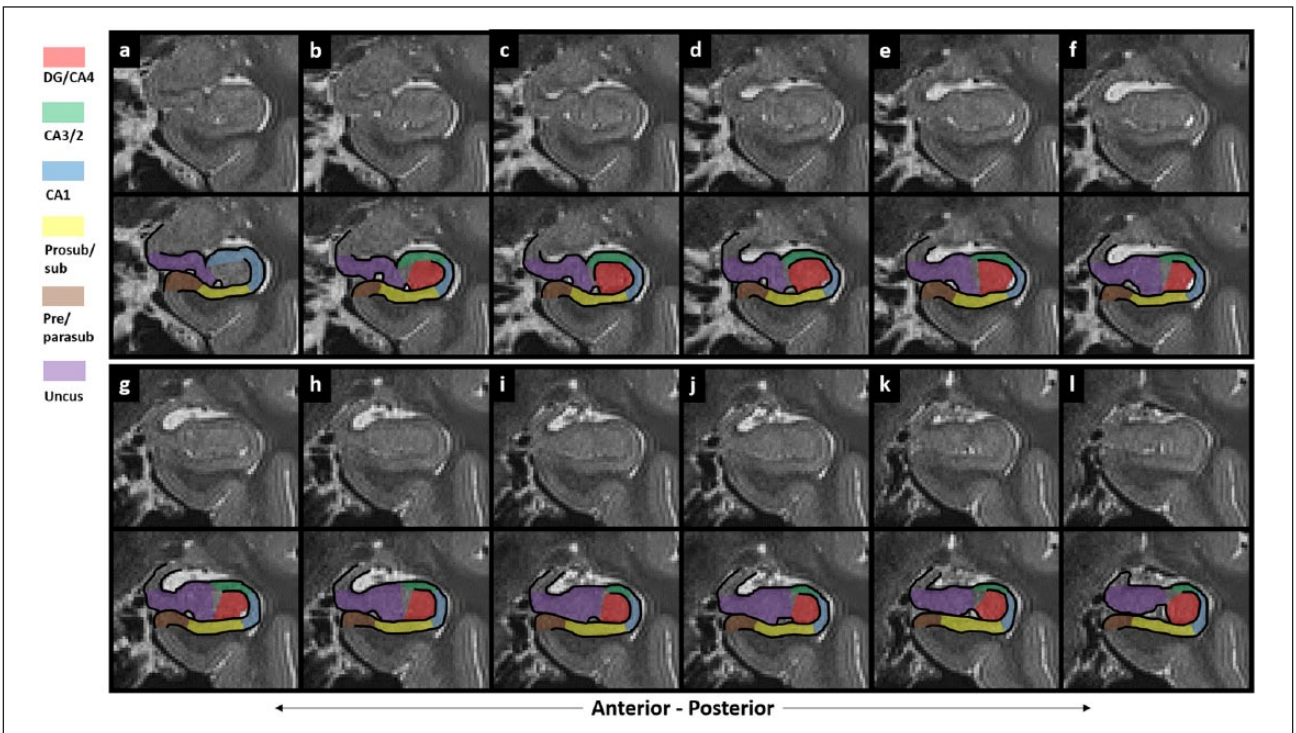 DG/CA4
CA3/2
CA1
Prosub/
sub
Pre/
parasub
Uncus
a b c d e f
g h i j k l
Anterior - Posterior